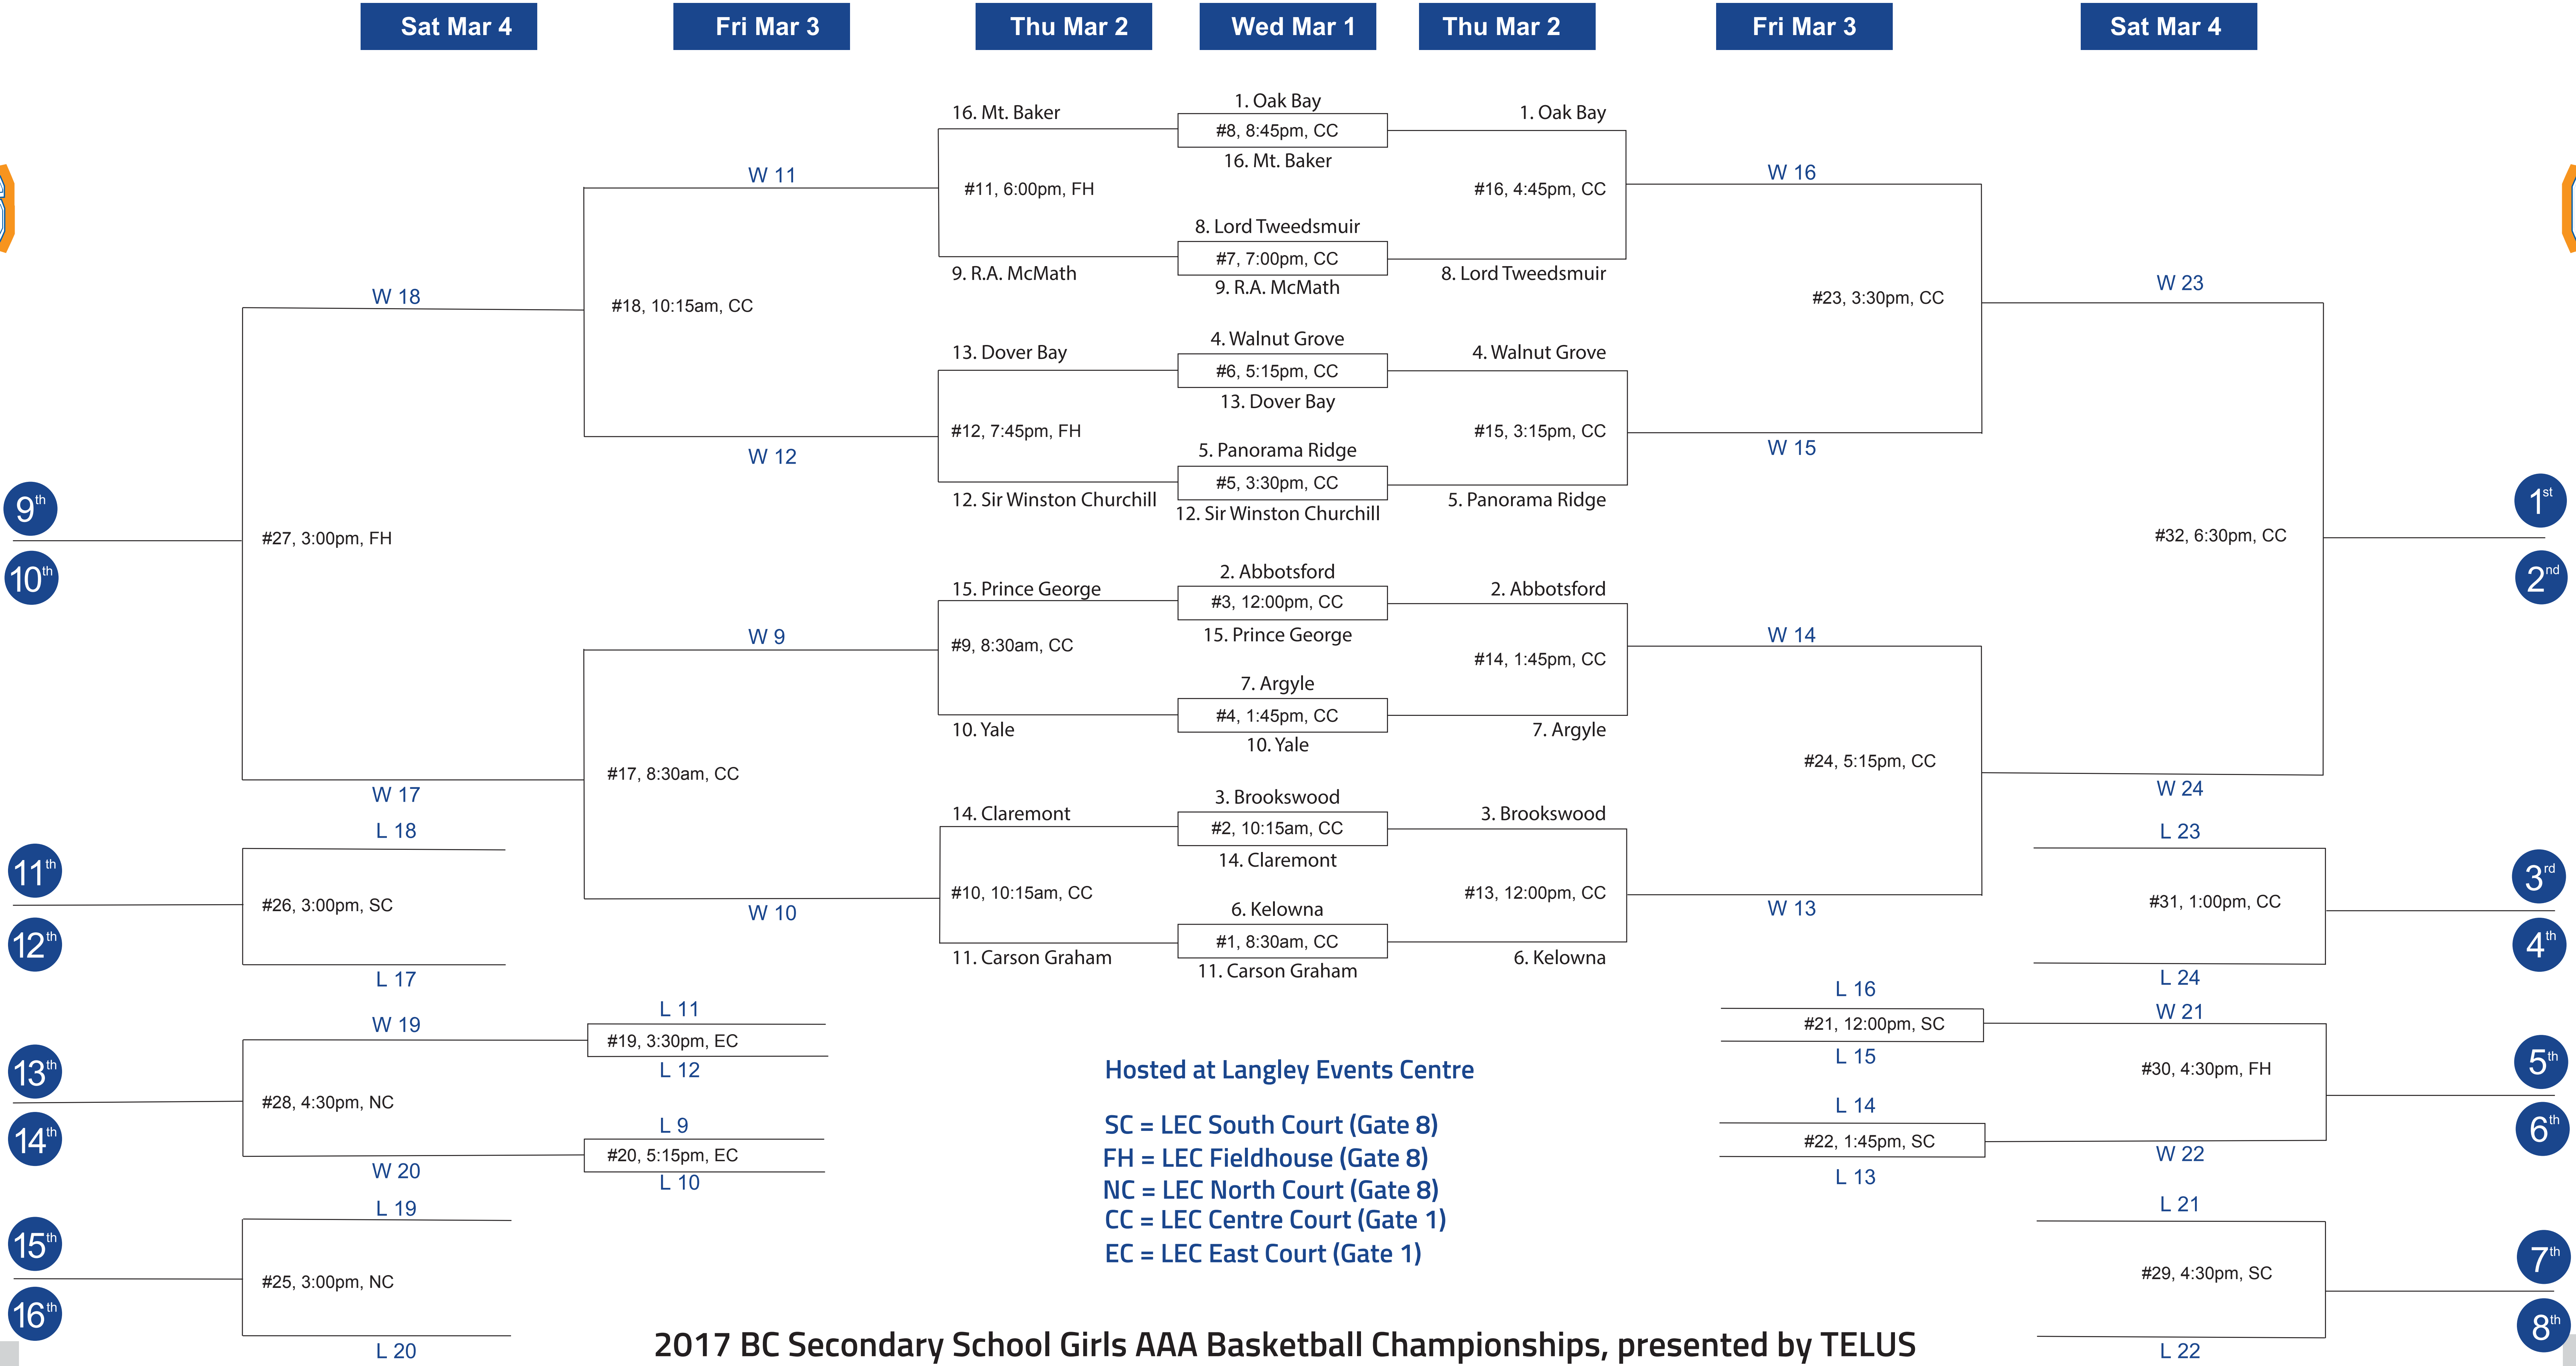 Sat Mar 4
Fri Mar 3
Thu Mar 2
Wed Mar 1
Thu Mar 2
Fri Mar 3
Sat Mar 4
W 18
#27, 3:00pm, FH
W 17
9th
10th
L 18
#26, 3:00pm, SC
L 17
11th
12th
W 19
#28, 4:30pm, NC
W 20
13th
14th
L 19
#25, 3:00pm, NC
L 20
15th
16th
W 11
#18, 10:15am, CC
W 12
W 9
#17, 8:30am, CC
W 10
L 11
#19, 3:30pm, EC
L 12
L 9
#20, 5:15pm, EC
L 10
16. Mt. Baker
#11, 6:00pm, FH
9. R.A. McMath
13. Dover Bay
#12, 7:45pm, FH
12. Sir Winston Churchill
15. Prince George
#9, 8:30am, CC
10. Yale
14. Claremont
#10, 10:15am, CC
11. Carson Graham
1. Oak Bay
#8, 8:45pm, CC
16. Mt. Baker
8. Lord Tweedsmuir
#7, 7:00pm, CC
9. R.A. McMath
4. Walnut Grove
#6, 5:15pm, CC
13. Dover Bay
5. Panorama Ridge
#5, 3:30pm, CC
12. Sir Winston Churchill
2. Abbotsford
#3, 12:00pm, CC
15. Prince George
7. Argyle
#4, 1:45pm, CC
10. Yale
3. Brookswood
#2, 10:15am, CC
14. Claremont
6. Kelowna
#1, 8:30am, CC
11. Carson Graham
1. Oak Bay
#16, 4:45pm, CC
8. Lord Tweedsmuir
4. Walnut Grove
#15, 3:15pm, CC
5. Panorama Ridge
2. Abbotsford
#14, 1:45pm, CC
7. Argyle
3. Brookswood
#13, 12:00pm, CC
6. Kelowna
W 16
#23, 3:30pm, CC
W 15
W 14
#24, 5:15pm, CC
W 13
L 16
#21, 12:00pm, SC
L 15
L 14
#22, 1:45pm, SC
L 13
W 23
#32, 6:30pm, CC
W 24
1st
2nd
L 23
#31, 1:00pm, CC
L 24
3rd
4th
W 21
#30, 4:30pm, FH
W 22
5th
6th
L 21
#29, 4:30pm, SC
L 22
7th
8th
Hosted at Langley Events Centre
SC = LEC South Court (Gate 8)
FH = LEC Fieldhouse (Gate 8)
NC = LEC North Court (Gate 8)
CC = LEC Centre Court (Gate 1)
EC = LEC East Court (Gate 1)
2017 BC Secondary School Girls AAA Basketball Championships, presented by TELUS